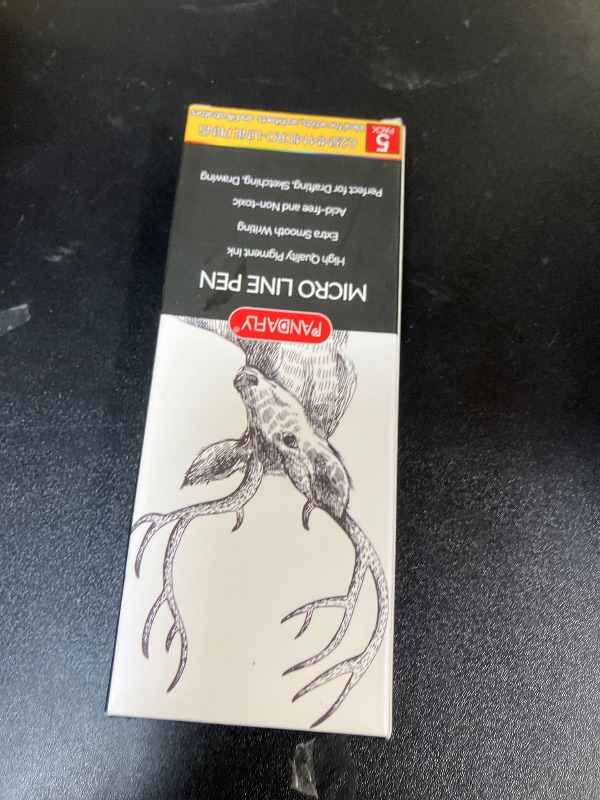 PANDAFLY®
MICRO LINE PEN
High Quality Pigment Ink
Extra Smooth Writing
Acid-free and Non-toxic
Perfect for Drafting, Sketching, Drawing
5
PACK
0.25MM MICRO-LINE PENS
Ideal for artists, architects and illustrators